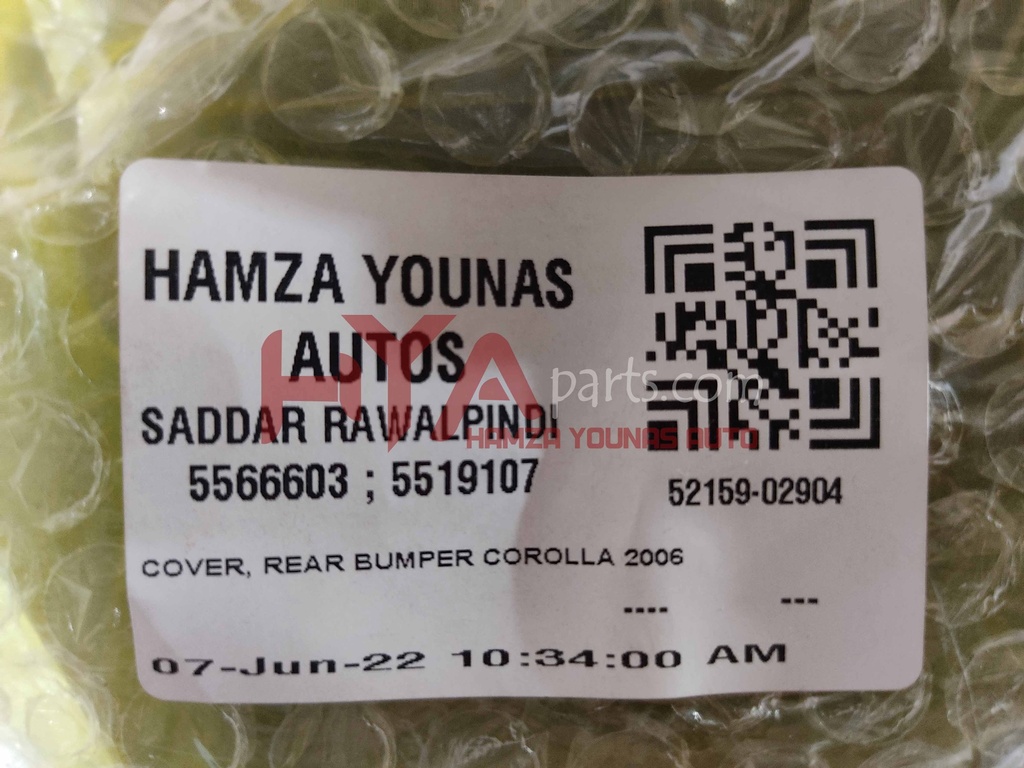 HAMZA YOUNAS
AUTOS
SADDAR RAWALPINDI
5566603 ; 5519107
52159-02904
COVER, REAR BUMPER COROLLA 2006
---- ---
07-Jun-22 10:34:00 AM
HYA parts.com
HAMZA YOUNAS AUTO